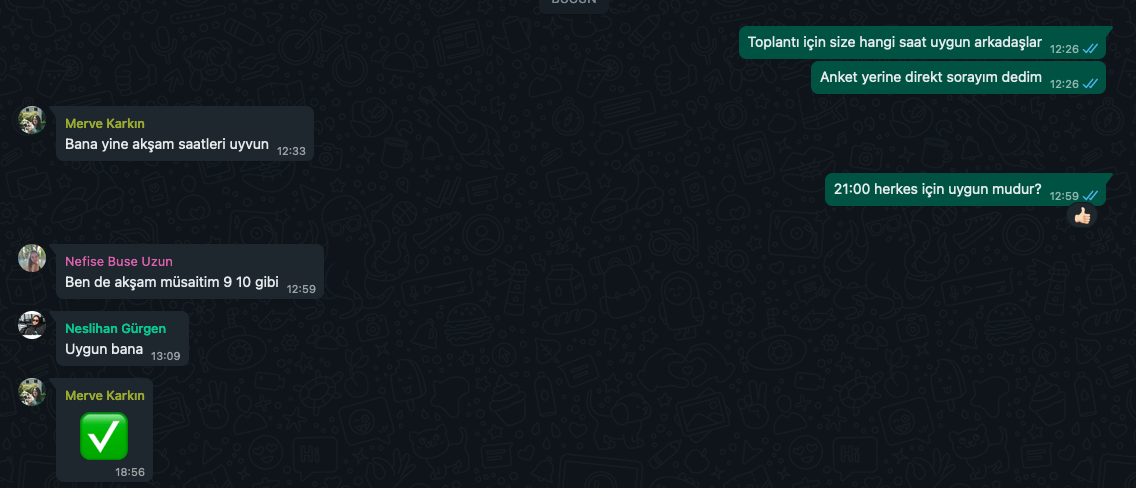 BUGÜN
Toplantı için size hangi saat uygun arkadaşlar 12:26
Anket yerine direkt sorayım dedim 12:26
Merve Karkın
Bana yine akşam saatleri uyvun 12:33
21:00 herkes için uygun mudur? 12:59
Nefise Buse Uzun
Ben de akşam müsaitim 9 10 gibi 12:59
Neslihan Gürgen
Uygun bana 13:09
Merve Karkın
18:56